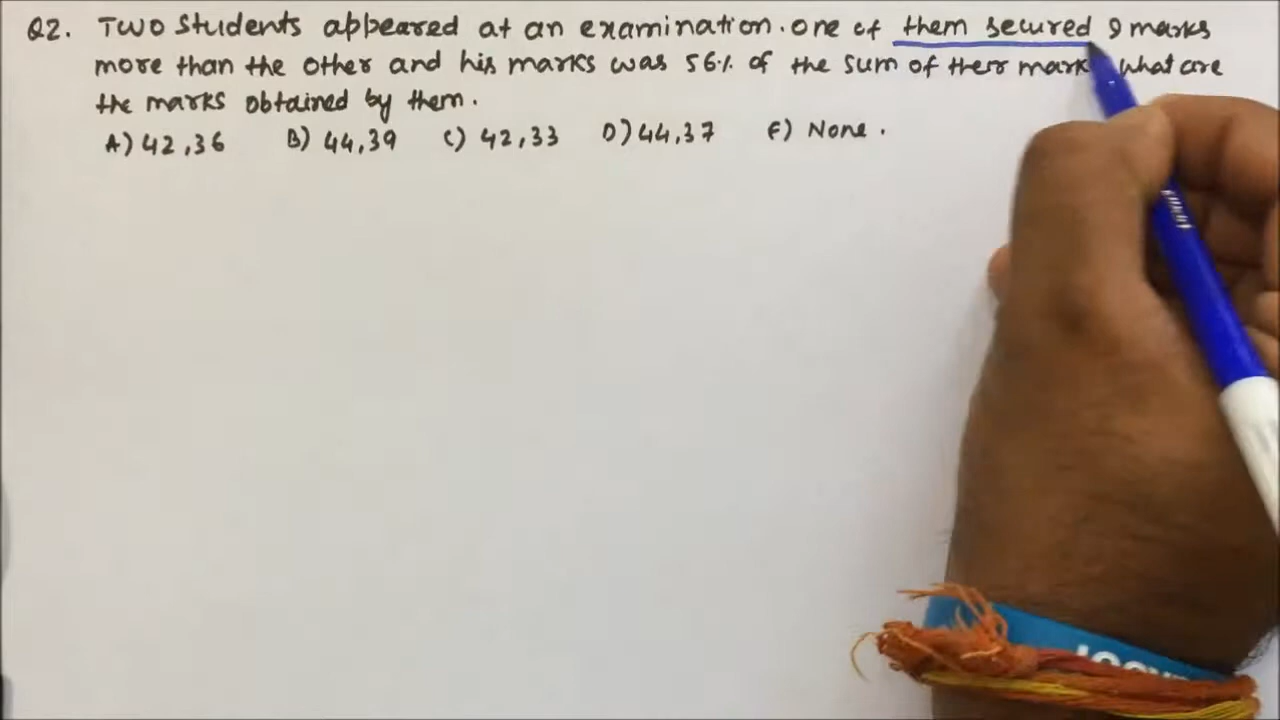 Q2. Two students appeared at an examination. one of them secured 9 marks
more than the other and his marks was 56% of the sum of their marks what are
the marks obtained by them.
A) 42,36 B) 44,39 C) 42,33 D) 44,37 E) None.